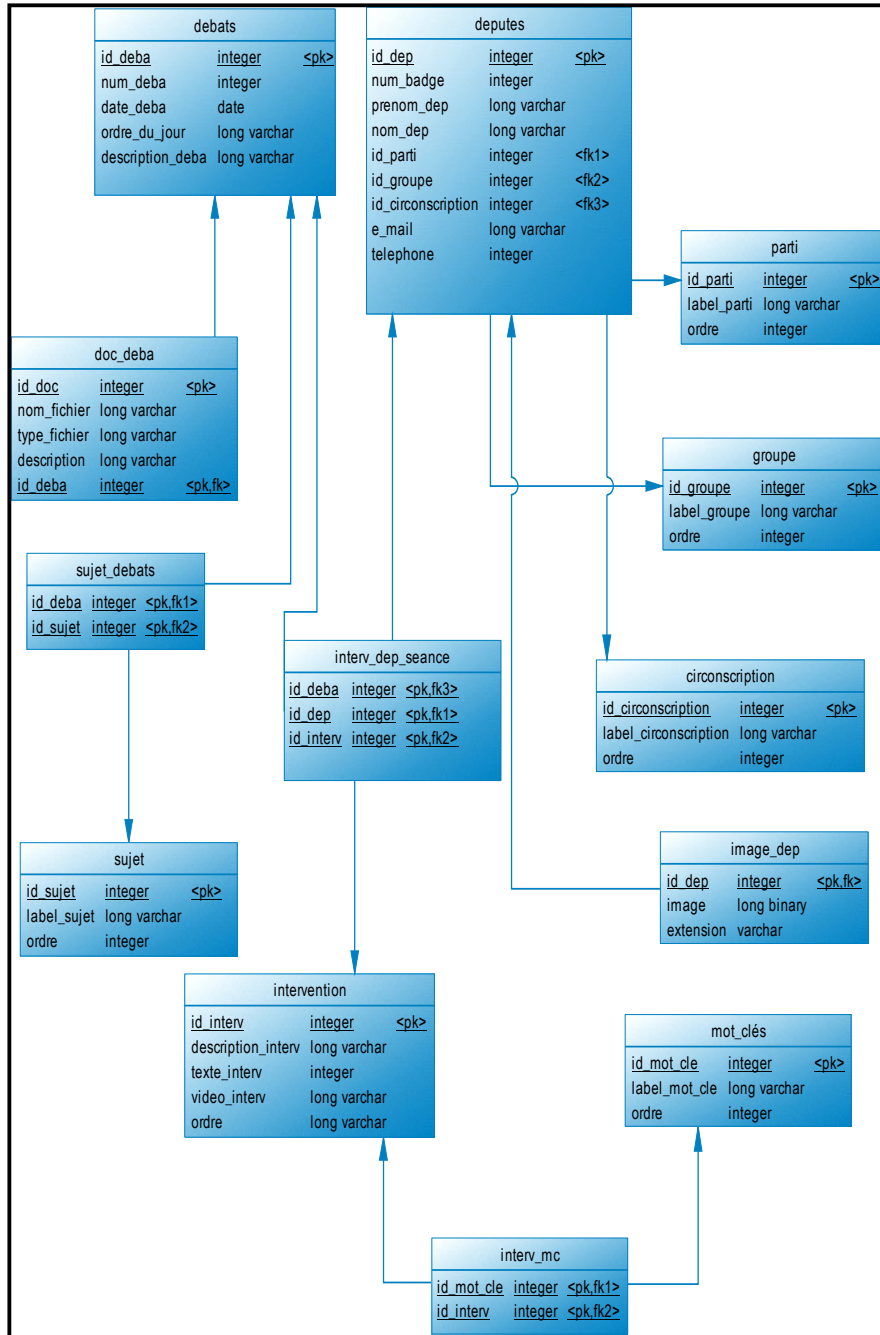 debats
id_deba integer <pk>
num_deba integer
date_deba date
ordre_du_jour long varchar
description_deba long varchar
deputes
id_dep integer <pk>
num_badge integer
prenom_dep long varchar
nom_dep long varchar
id_parti integer <fk1>
id_groupe integer <fk2>
id_circonscription integer <fk3>
e_mail long varchar
telephone integer
parti
id_parti integer <pk>
label_parti long varchar
ordre integer
doc_deba
id_doc integer <pk>
nom_fichier long varchar
type_fichier long varchar
description long varchar
id_deba integer <pk,fk>
groupe
id_groupe integer <pk>
label_groupe long varchar
ordre integer
sujet_debats
id_deba integer <pk,fk1>
id_sujet integer <pk,fk2>
interv_dep_seance
id_deba integer <pk,fk3>
id_dep integer <pk,fk1>
id_interv integer <pk,fk2>
circonscription
id_circonscription integer <pk>
label_circonscription long varchar
ordre integer
sujet
id_sujet integer <pk>
label_sujet long varchar
ordre integer
image_dep
id_dep integer <pk,fk>
image long binary
extension varchar
intervention
id_interv integer <pk>
description_interv long varchar
texte_interv integer
video_interv long varchar
ordre long varchar
mot_clés
id_mot_cle integer <pk>
label_mot_cle long varchar
ordre integer
interv_mc
id_mot_cle integer <pk,fk1>
id_interv integer <pk,fk2>